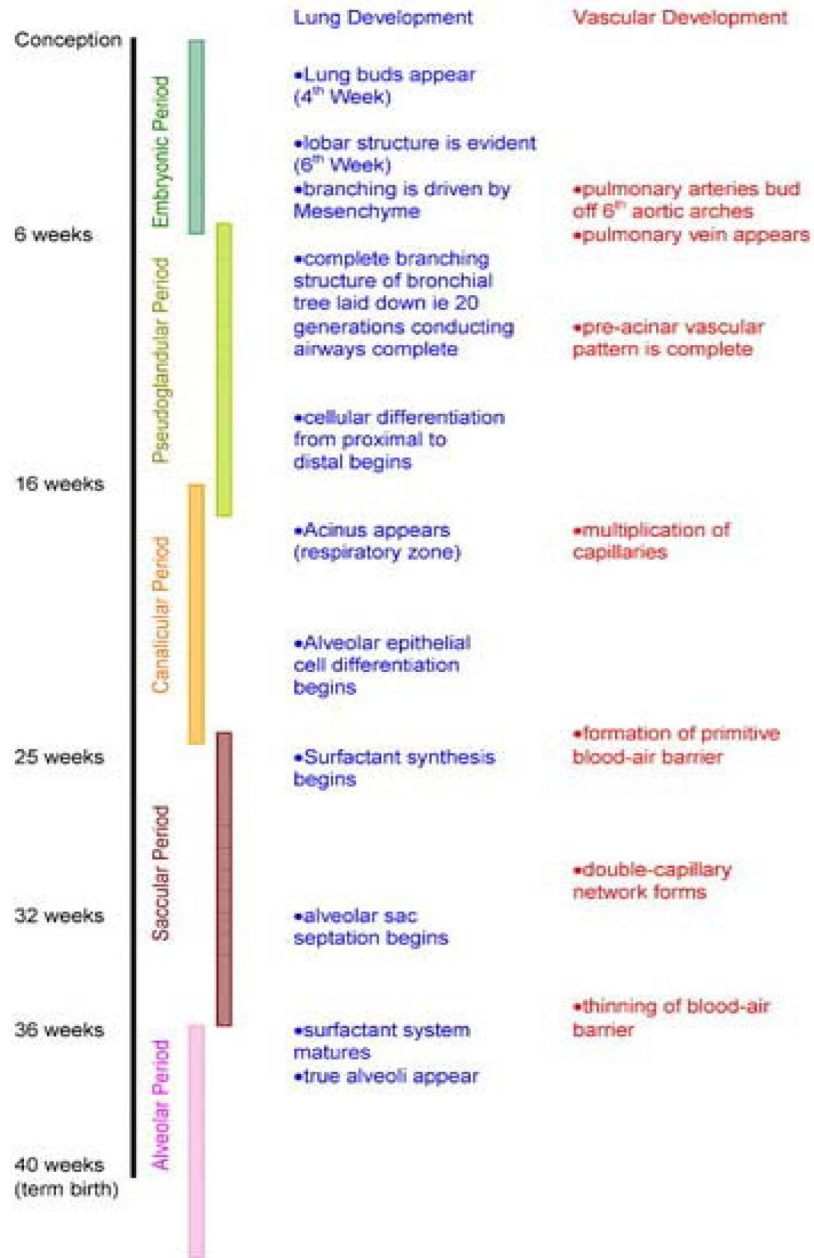 Lung Development
Vascular Development
Conception
Embryonic Period
•Lung buds appear
(4th Week)
•lobar structure is evident
(6th Week)
•branching is driven by
Mesenchyme
•pulmonary arteries bud
off 6th aortic arches
•pulmonary vein appears
6 weeks
Pseudoglandular Period
•complete branching
structure of bronchial
tree laid down ie 20
generations conducting
airways complete
•pre-acinar vascular
pattern is complete
•cellular differentiation
from proximal to
distal begins
16 weeks
Canalicular Period
•Acinus appears
(respiratory zone)
•multiplication of
capillaries
•Alveolar epithelial
cell differentiation
begins
•formation of primitive
blood-air barrier
25 weeks
•Surfactant synthesis
begins
Saccular Period
•double-capillary
network forms
32 weeks
•alveolar sac
septation begins
•thinning of blood-air
barrier
36 weeks
•surfactant system
matures
•true alveoli appear
Alveolar Period
40 weeks
(term birth)